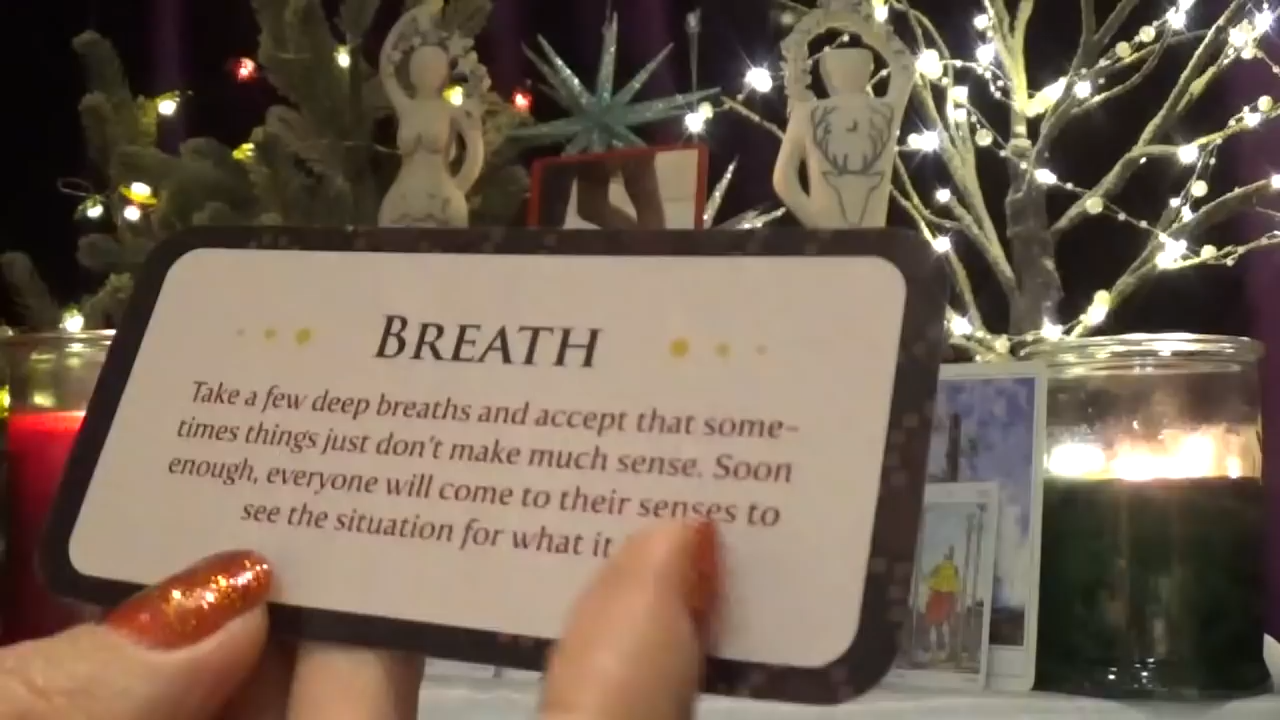 BREATH
Take a few deep breaths and accept that some-
times things just don't make much sense. Soon
enough, everyone will come to their senses to
see the situation for what it